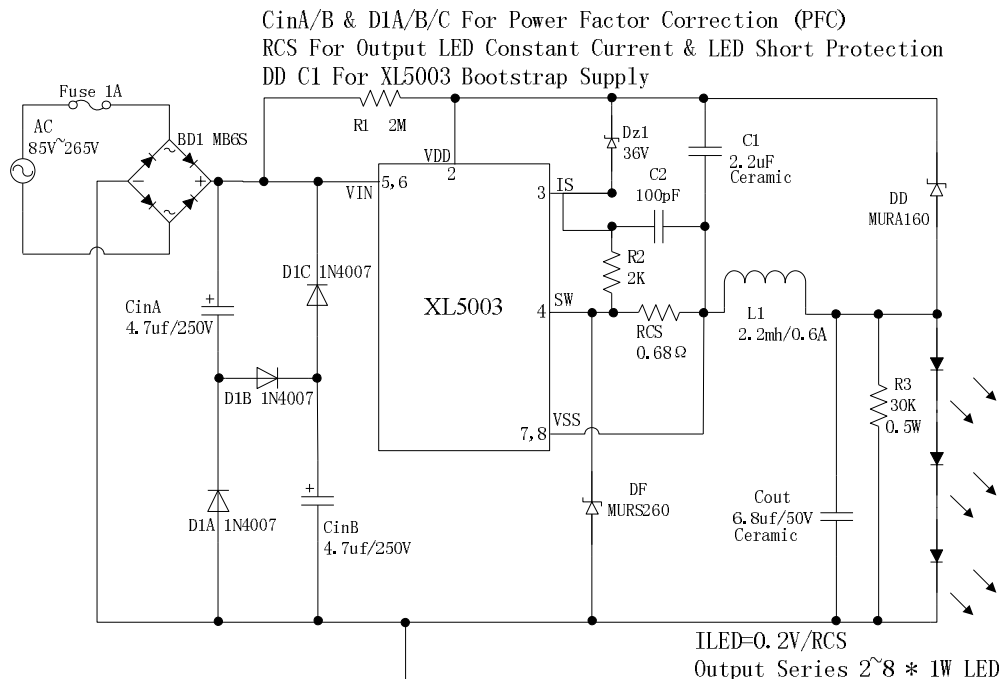 CinA/B & D1A/B/C For Power Factor Correction (PFC)
RCS For Output LED Constant Current & LED Short Protection
DD C1 For XL5003 Bootstrap Supply
Fuse 1A
AC
85V~265V
BD1 MB6S
R1 2M
VDD
2
Dz1
36V
C1
2.2uF
Ceramic
VIN
5,6
3
IS
C2
100pF
DD
MURA160
R2
2K
D1C 1N4007
CinA
4.7uf/250V
XL5003
4
SW
RCS
0.68Ω
L1
2.2mh/0.6A
D1B 1N4007
R3
30K
0.5W
VSS
7,8
D1A 1N4007
CinB
4.7uf/250V
DF
MURS260
Cout
6.8uf/50V
Ceramic
ILED=0.2V/RCS
Output Series 2~8 * 1W LED